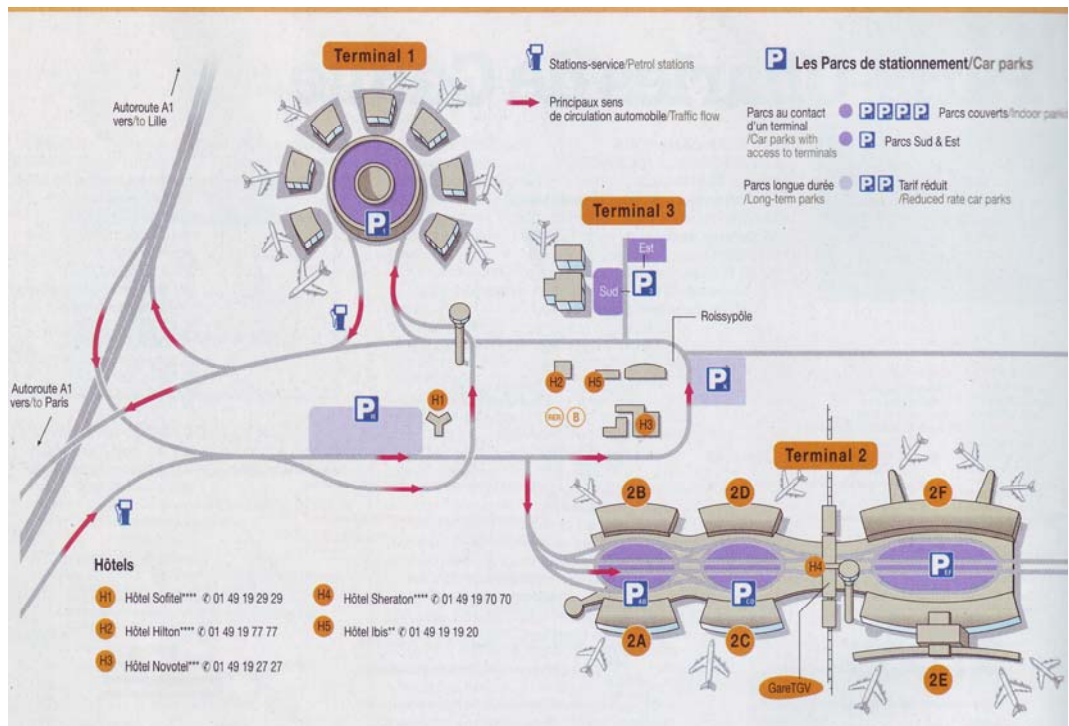 Terminal 1
Stations-service/Petrol stations
Principaux sens
de circulation automobile/Traffic flow
P Les Parcs de stationnement/Car parks
Parcs au contact
d'un terminal
/Car parks with
access to terminals
P P P P Parcs couverts/Indoor
P Parcs Sud & Est
Parcs longue durée
/Long-term parks
P P Tarif réduit
/Reduced rate car parks
Autoroute A1
vers/to Lille
P
Terminal 3
Est
Sud
P
Roissypôle
Autoroute A1
vers/to Paris
P
H1
H2
H5
RER B
H3
P
Terminal 2
2B
2D
2F
P AB
P CD
H4
P EF
2A
2C
2E
Gare TGV
Hôtels
H1 Hôtel Sofitel**** ✆ 01 49 19 29 29
H2 Hôtel Hilton**** ✆ 01 49 19 77 77
H3 Hôtel Novotel*** ✆ 01 49 19 27 27
H4 Hôtel Sheraton**** ✆ 01 49 19 70 70
H5 Hôtel Ibis** ✆ 01 49 19 19 20